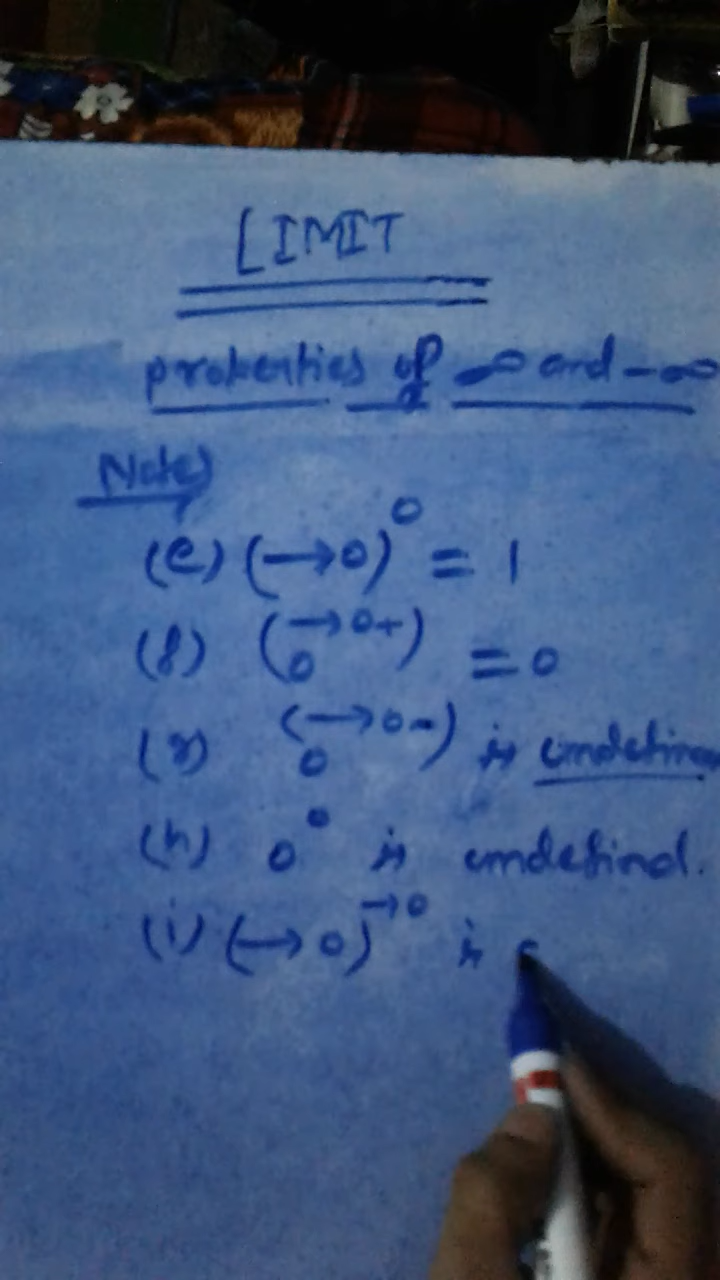 LIMIT
properties of ∞ and -∞
Note)
(e) (→0)⁰ = 1
(f) 0^(→0+) = 0
(g) 0^(→0-) is undefined
(h) 0⁰ is undefined.
(i) (→0)^→0 is